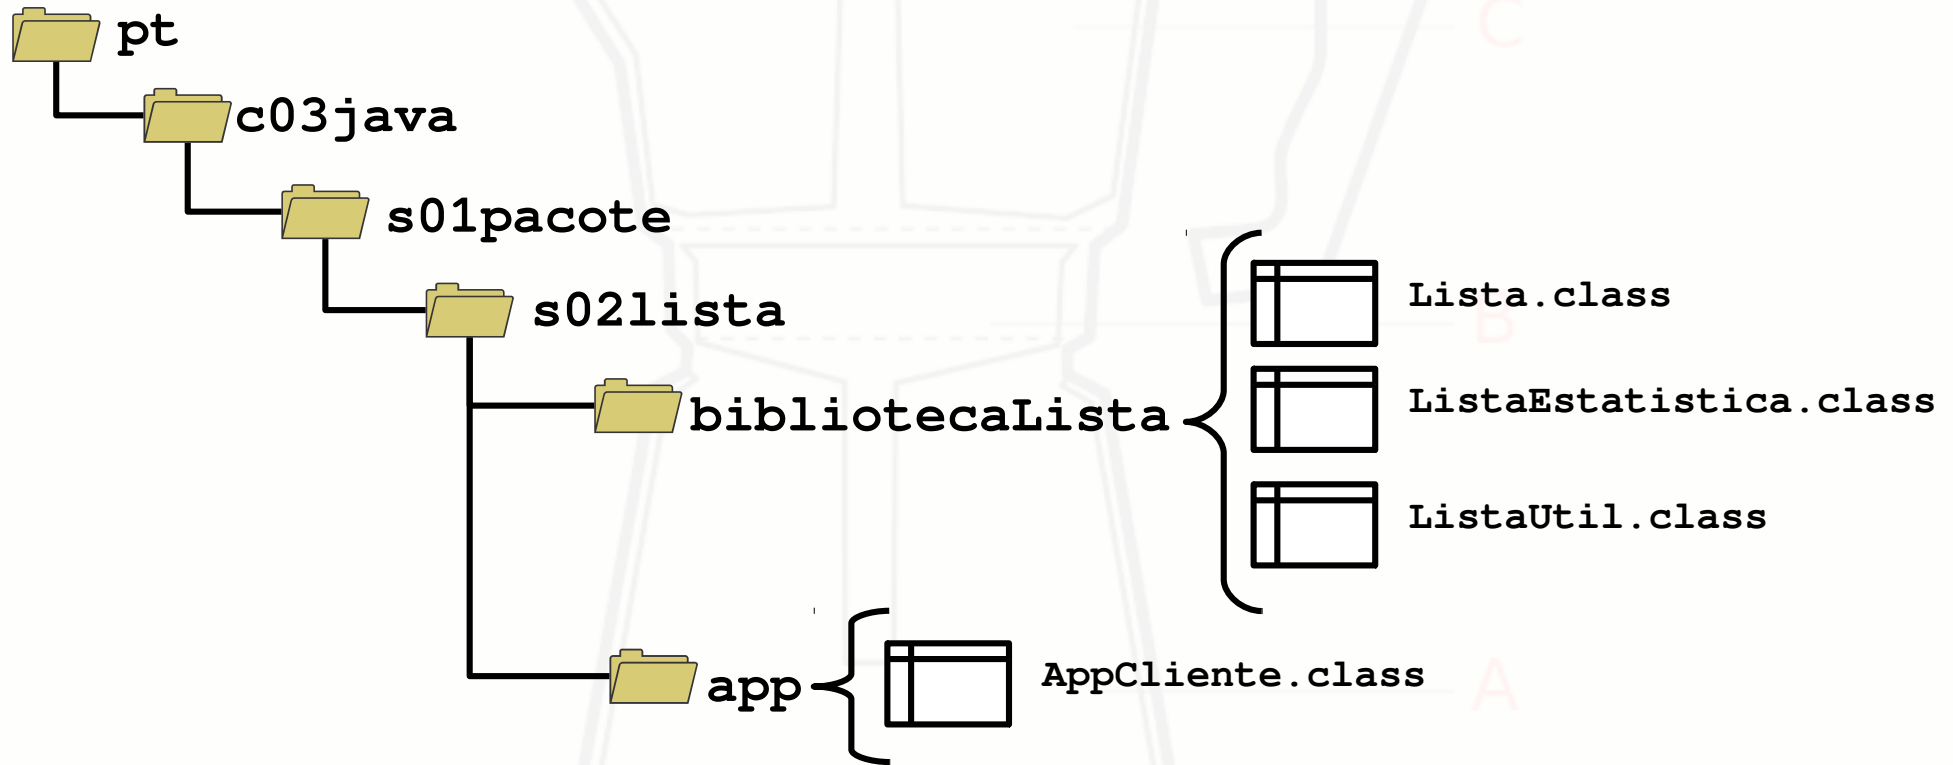 pt
c03java
s01pacote
s02lista
bibliotecaLista
Lista.class
ListaEstatistica.class
ListaUtil.class
app
AppCliente.class
C
B
A